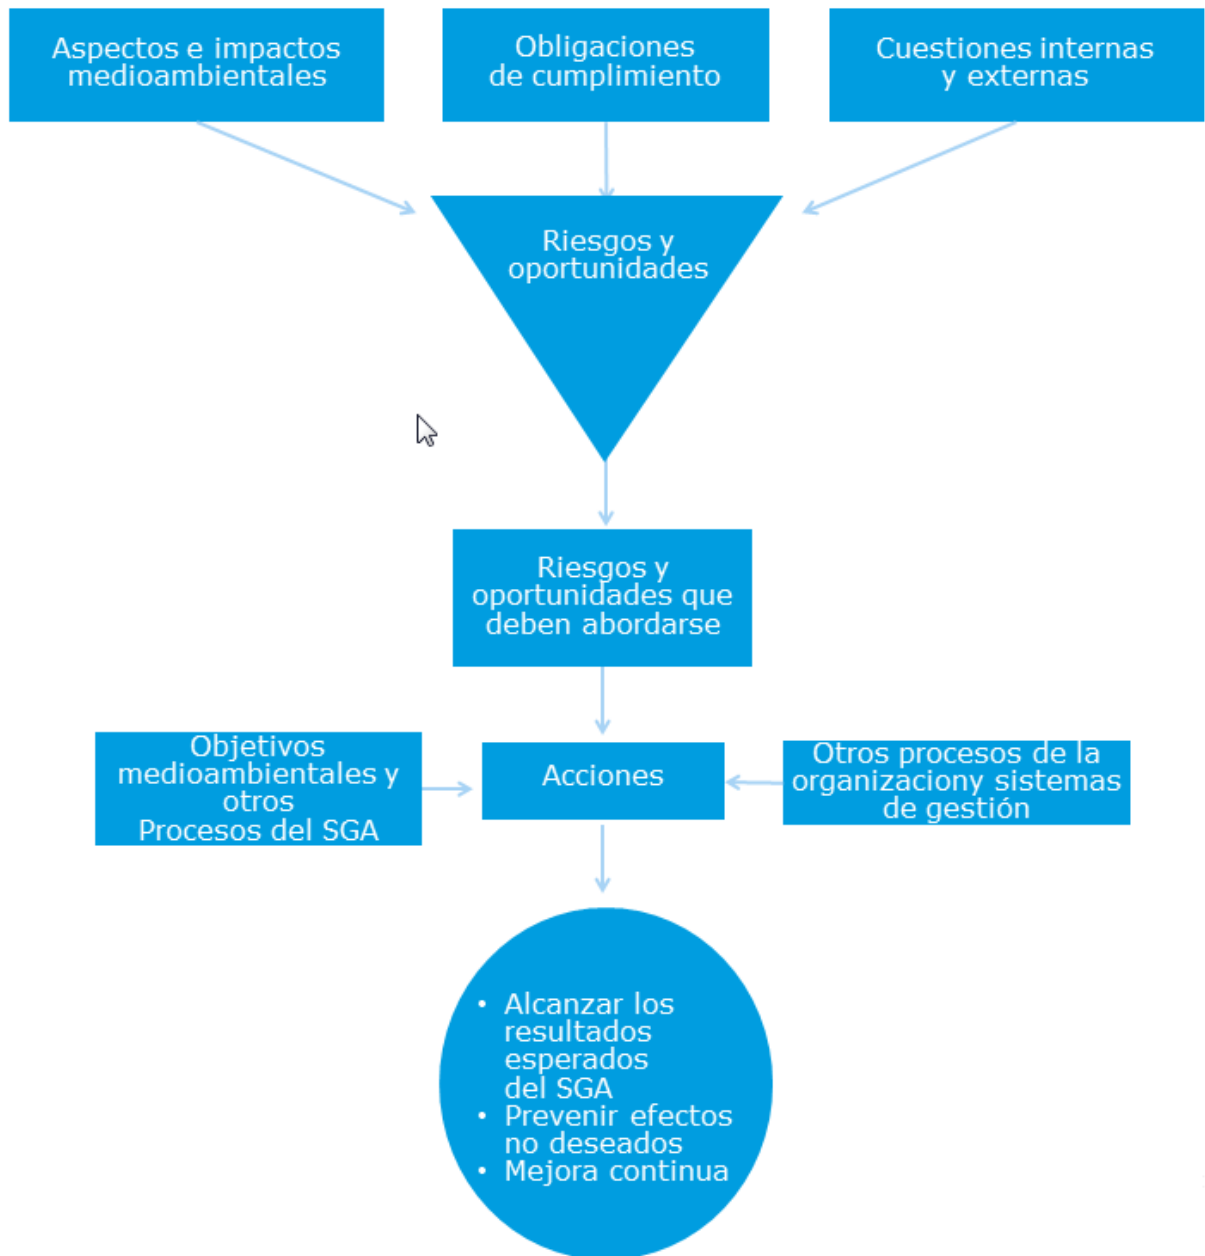 Aspectos e impactos
medioambientales
Obligaciones
de cumplimiento
Cuestiones internas
y externas
Riesgos y
oportunidades
Riesgos y
oportunidades que
deben abordarse
Objetivos
medioambientales y
otros
Procesos del SGA
Acciones
Otros procesos de la
organizaciony sistemas
de gestión
• Alcanzar los
resultados
esperados
del SGA
• Prevenir efectos
no deseados
• Mejora continua